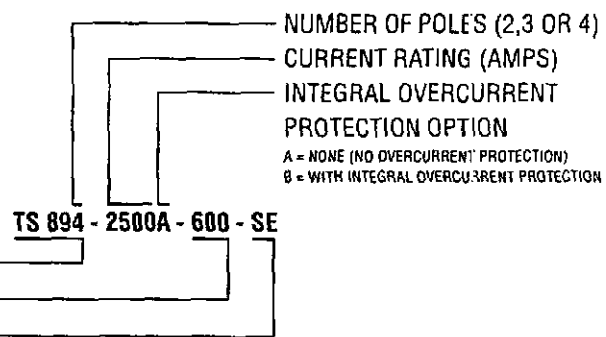 NUMBER OF POLES (2,3 OR 4)
CURRENT RATING (AMPS)
INTEGRAL OVERCURRENT
PROTECTION OPTION
A = NONE (NO OVERCURRENT PROTECTION)
B = WITH INTEGRAL OVERCURRENT PROTECTION
TS 894 - 2500A - 600 - SE